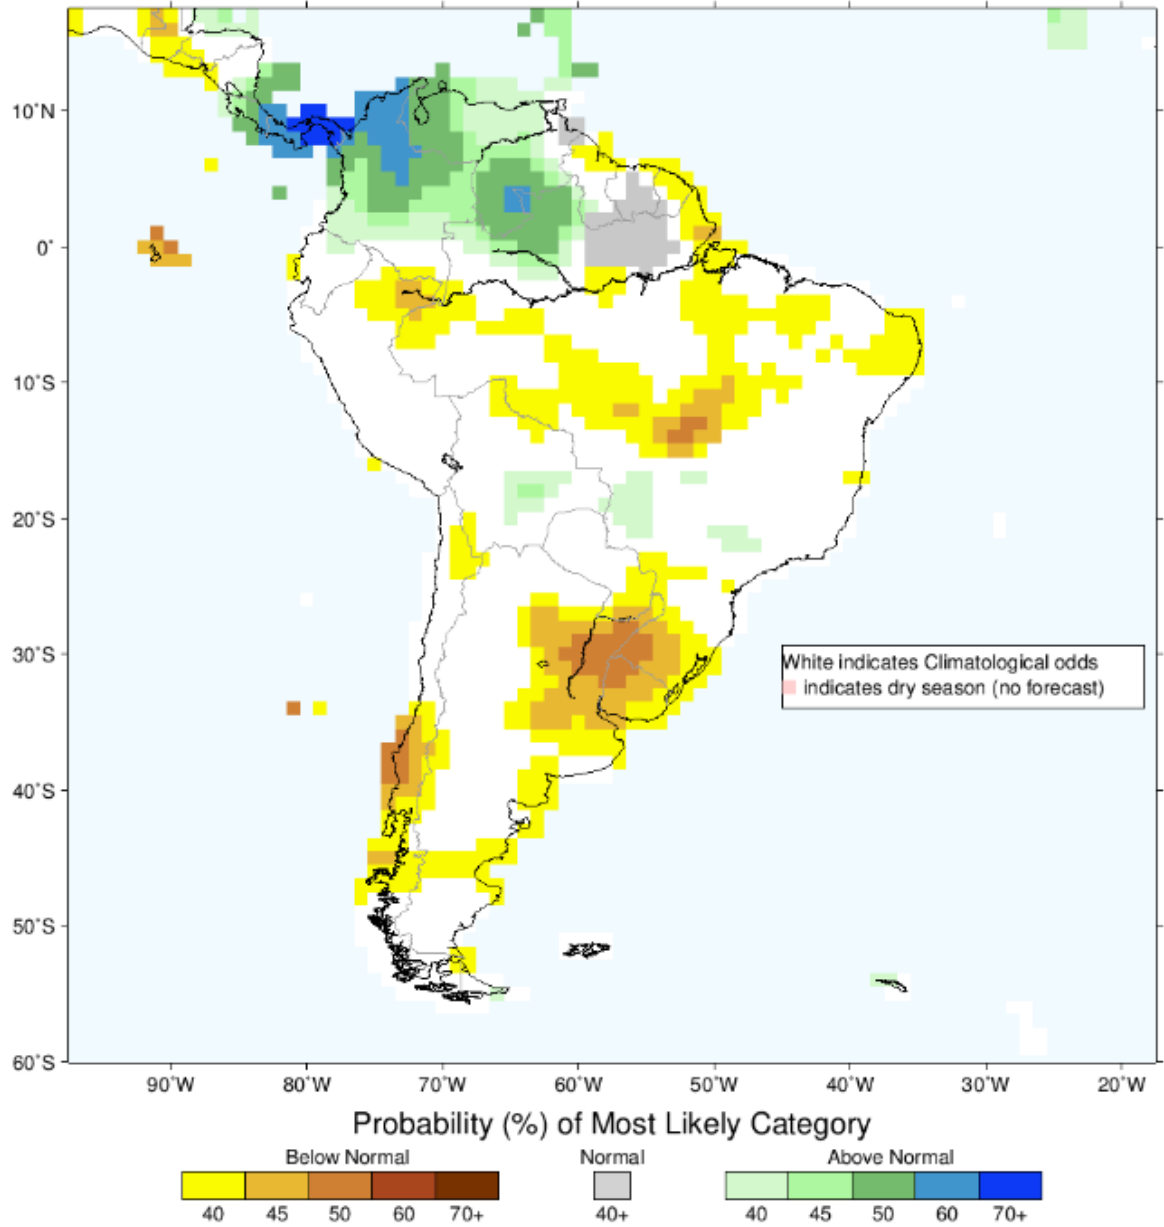 10°N
0°
10°S
20°S
30°S
40°S
50°S
60°S
White indicates Climatological odds
indicates dry season (no forecast)
90°W 80°W 70°W 60°W 50°W 40°W 30°W 20°W
Probability (%) of Most Likely Category
Below Normal Normal Above Normal
40 45 50 60 70+ 40+ 40 45 50 60 70+